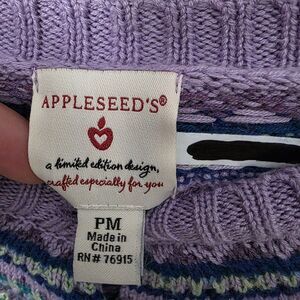 APPLESEED'S®
a limited edition design,
crafted especially for you
PM
Made in
China
RN# 76915